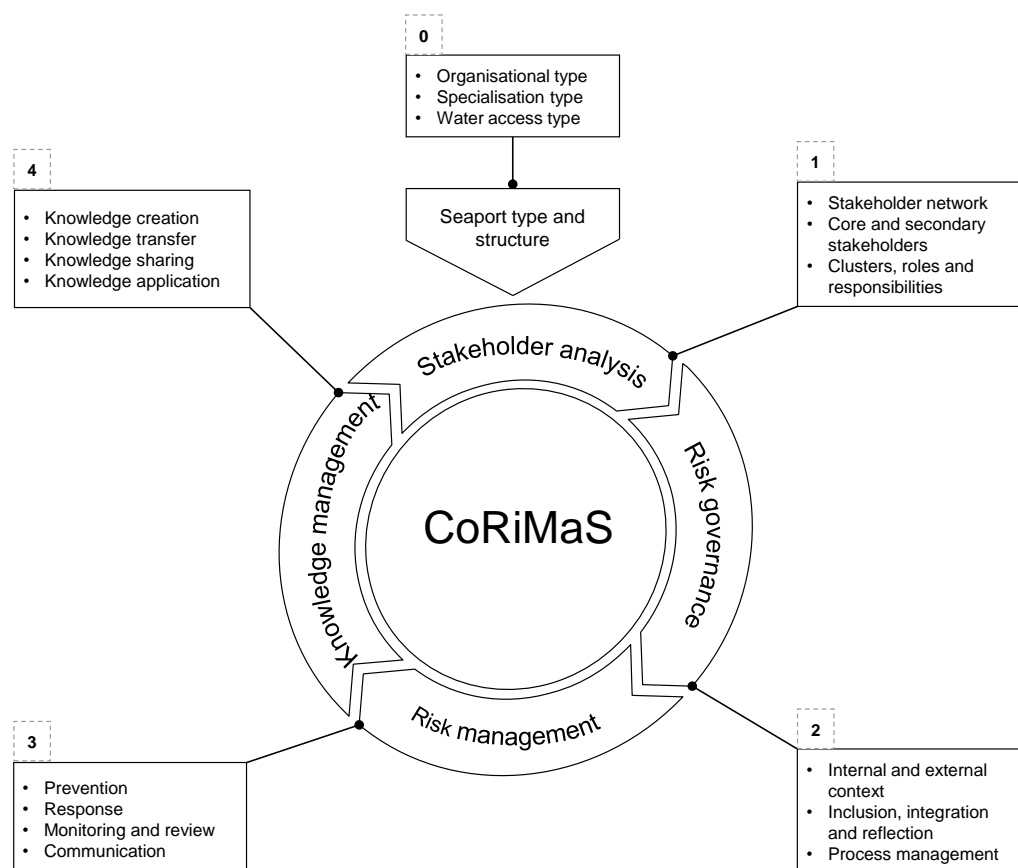 0
• Organisational type
• Specialisation type
• Water access type
Seaport type and
structure
4
• Knowledge creation
• Knowledge transfer
• Knowledge sharing
• Knowledge application
1
• Stakeholder network
• Core and secondary
stakeholders
• Clusters, roles and
responsibilities
Stakeholder analysis
Risk governance
Risk management
Knowledge management
CoRiMaS
3
• Prevention
• Response
• Monitoring and review
• Communication
2
• Internal and external
context
• Inclusion, integration
and reflection
• Process management